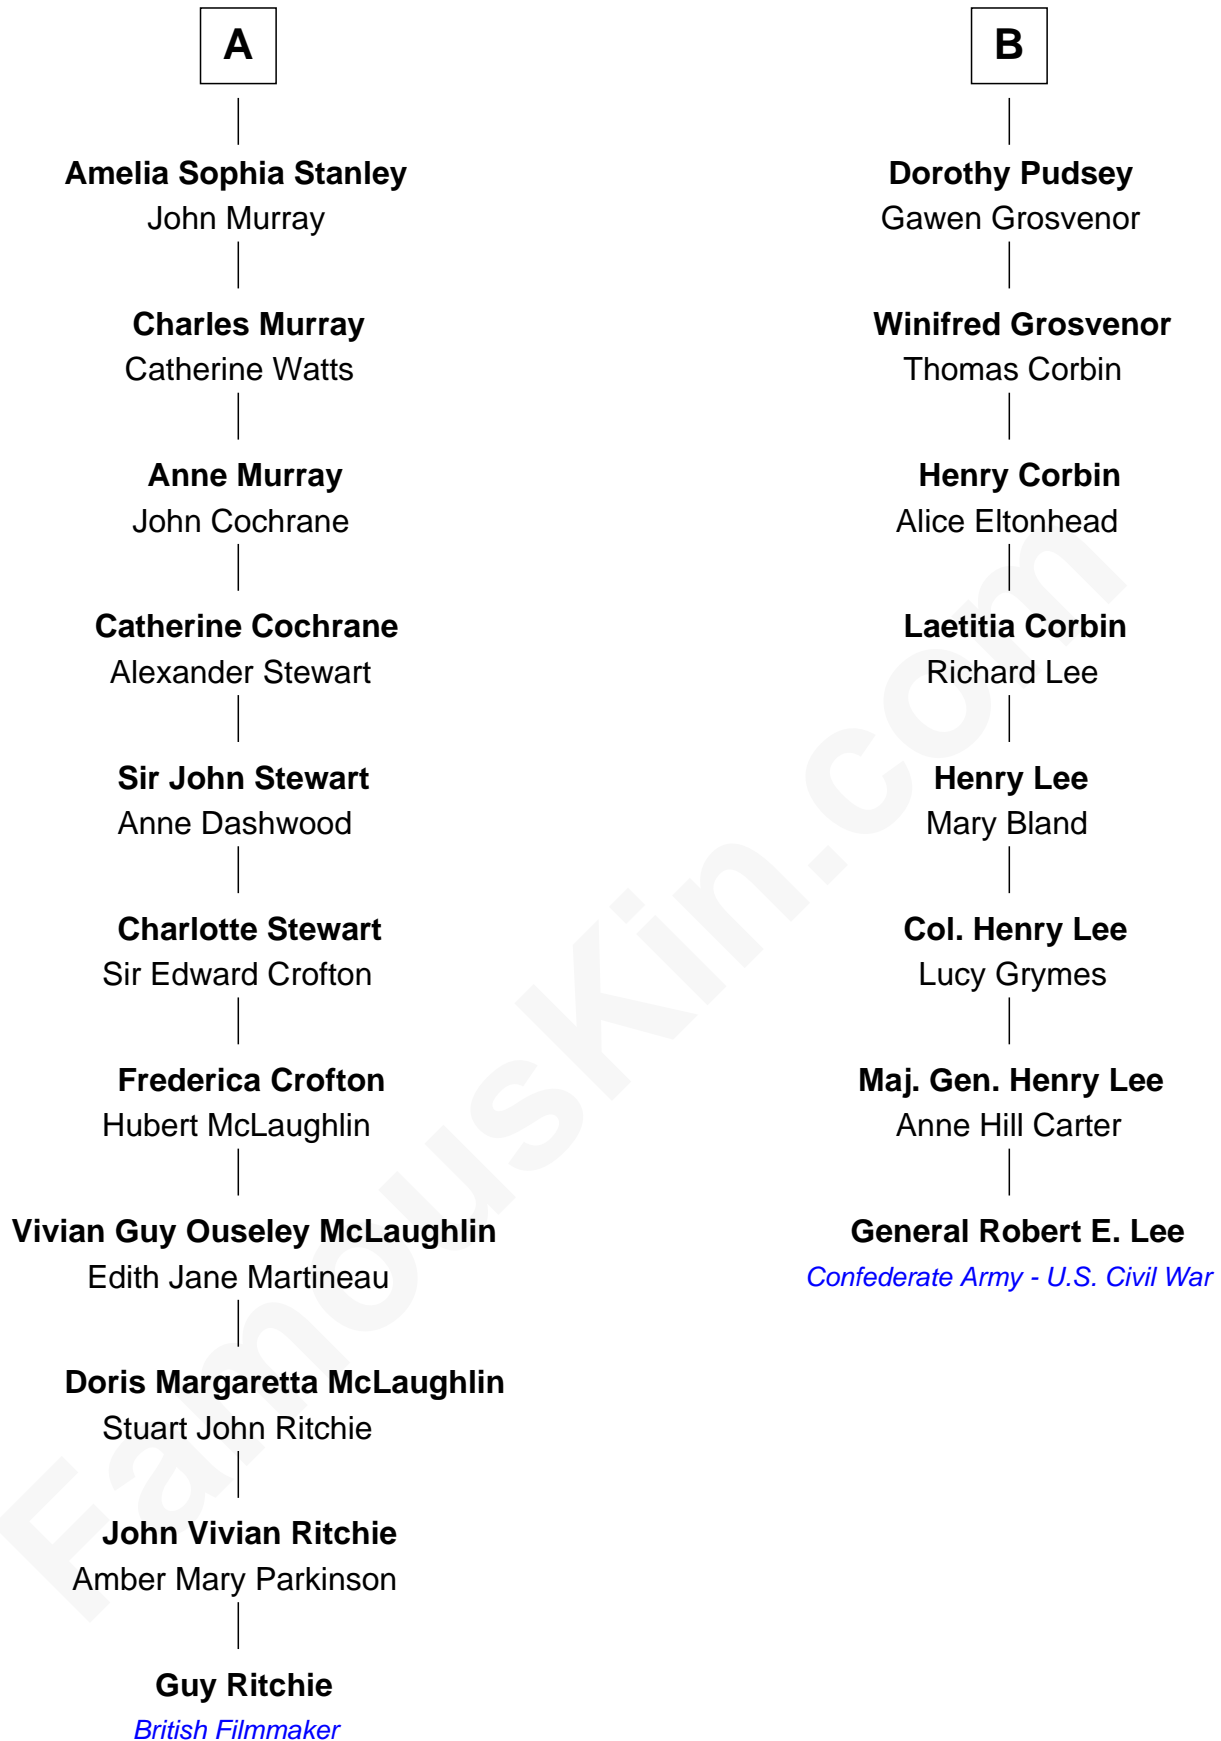 A
Amelia Sophia Stanley
John Murray
Charles Murray
Catherine Watts
Anne Murray
John Cochrane
Catherine Cochrane
Alexander Stewart
Sir John Stewart
Anne Dashwood
Charlotte Stewart
Sir Edward Crofton
Frederica Crofton
Hubert McLaughlin
Vivian Guy Ouseley McLaughlin
Edith Jane Martineau
Doris Margaretta McLaughlin
Stuart John Ritchie
John Vivian Ritchie
Amber Mary Parkinson
Guy Ritchie
British Filmmaker
B
Dorothy Pudsey
Gawen Grosvenor
Winifred Grosvenor
Thomas Corbin
Henry Corbin
Alice Eltonhead
Laetitia Corbin
Richard Lee
Henry Lee
Mary Bland
Col. Henry Lee
Lucy Grymes
Maj. Gen. Henry Lee
Anne Hill Carter
General Robert E. Lee
Confederate Army - U.S. Civil War
FamousKin.com